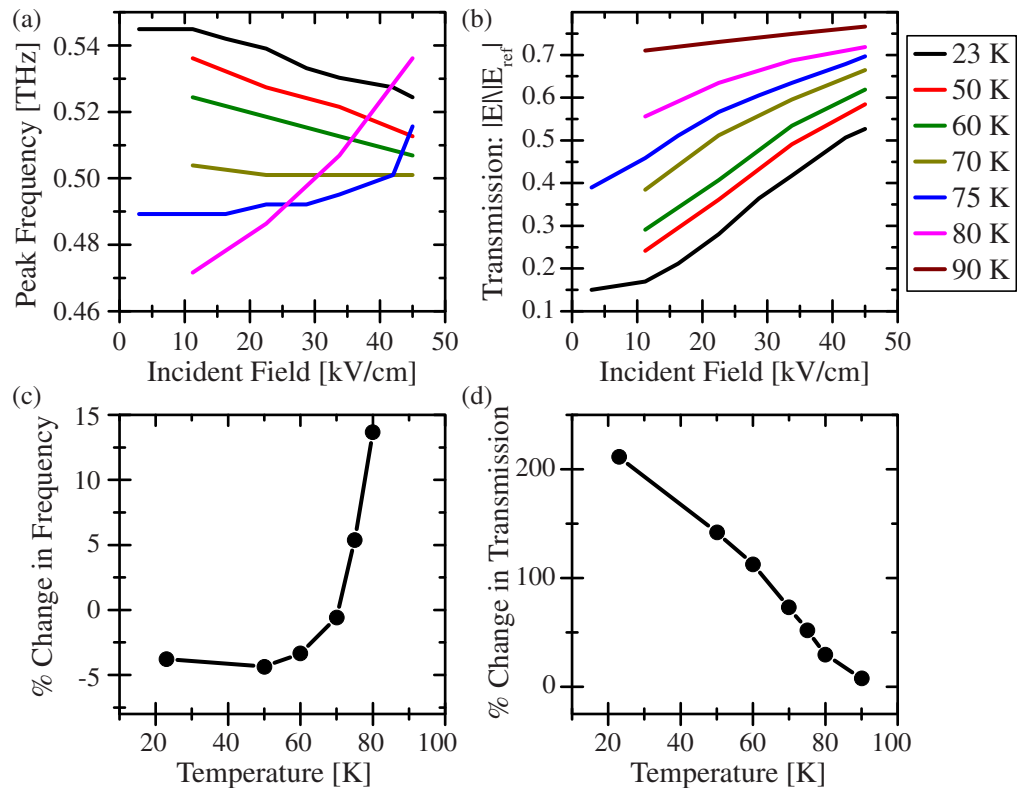 (a)
Peak Frequency [THz]
0.54
0.52
0.50
0.48
0.46
0 10 20 30 40 50
Incident Field [kV/cm]
(b)
Transmission: |E|\|E_ref|
0.7
0.6
0.5
0.4
0.3
0.2
0.1
0 10 20 30 40 50
Incident Field [kV/cm]
23 K
50 K
60 K
70 K
75 K
80 K
90 K
(c)
% Change in Frequency
15
10
5
0
-5
20 40 60 80 100
Temperature [K]
(d)
% Change in Transmission
200
100
0
20 40 60 80 100
Temperature [K]